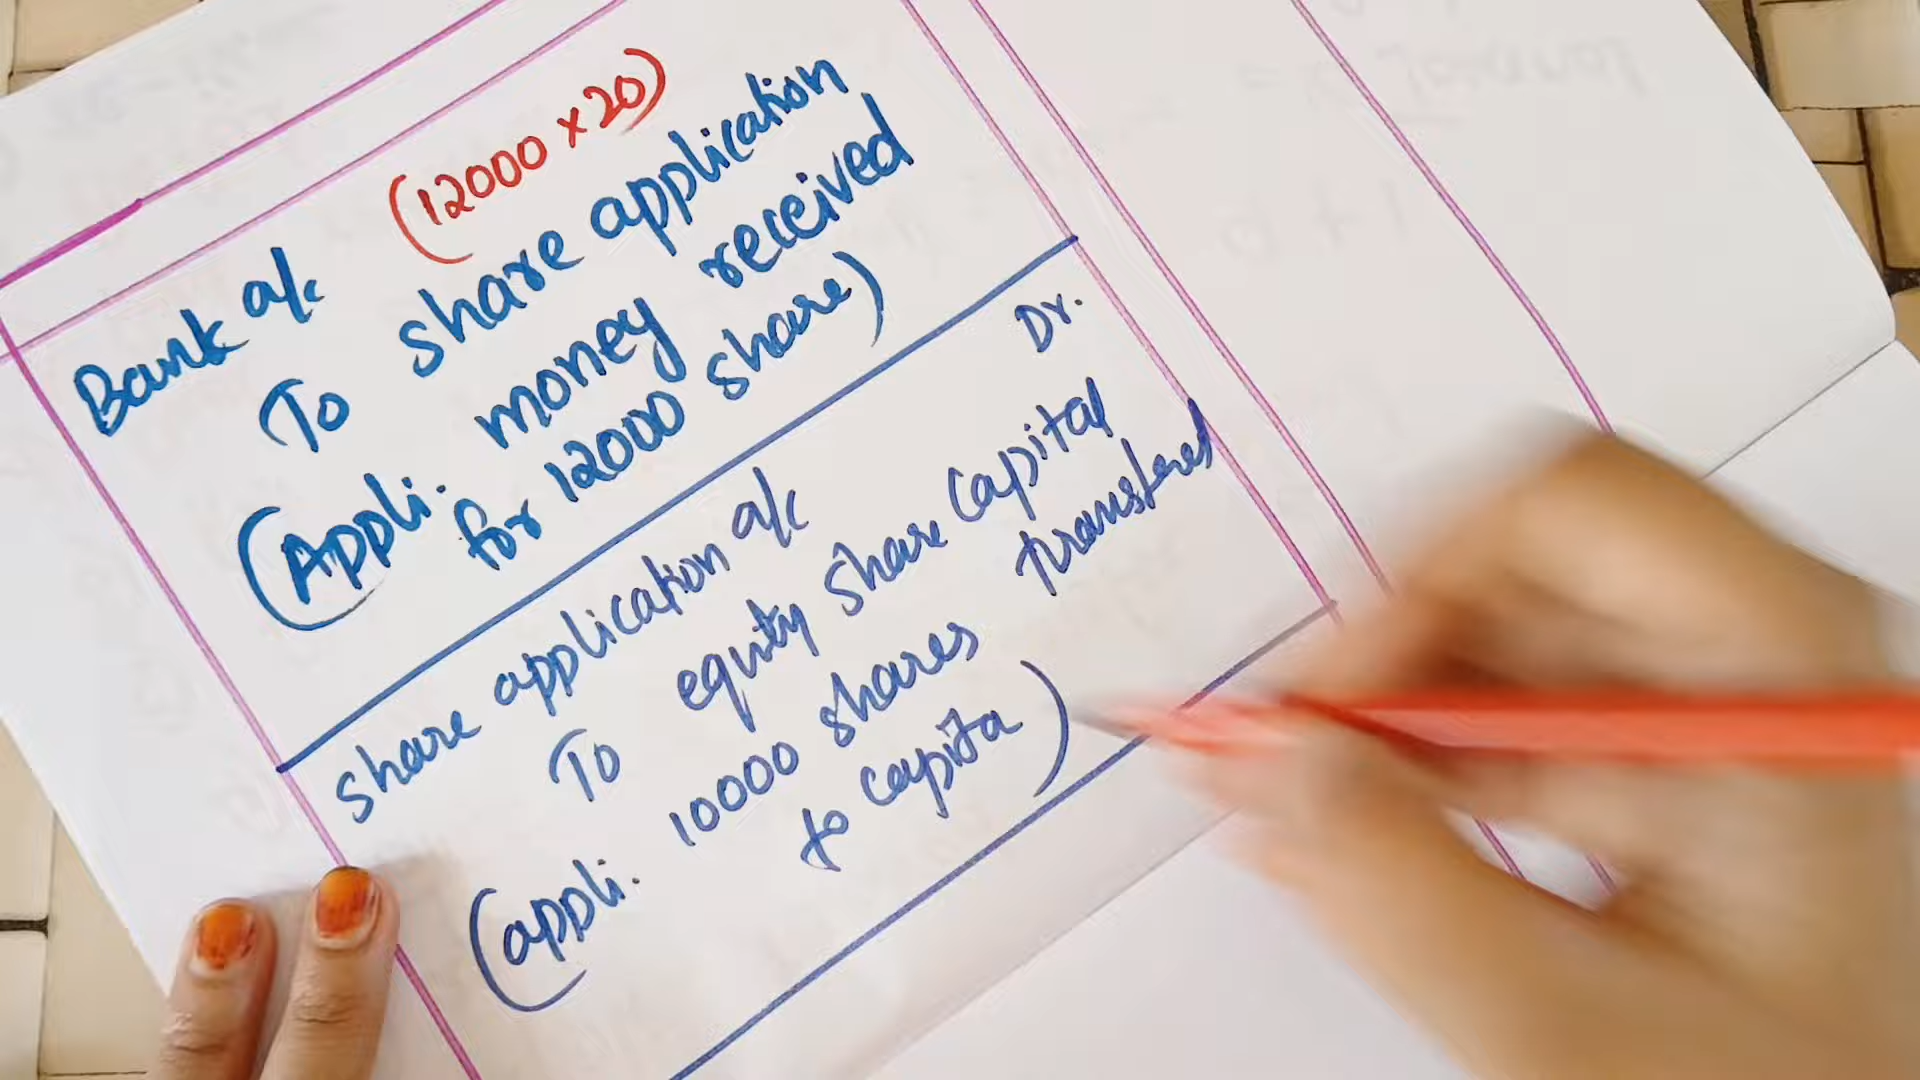 Bank a/c (12000 × 20)
To share application
(Appli. money received
for 12000 share)
share application a/c Dr.
To equity share capital
(appli. 10000 shares transfered
to capita)